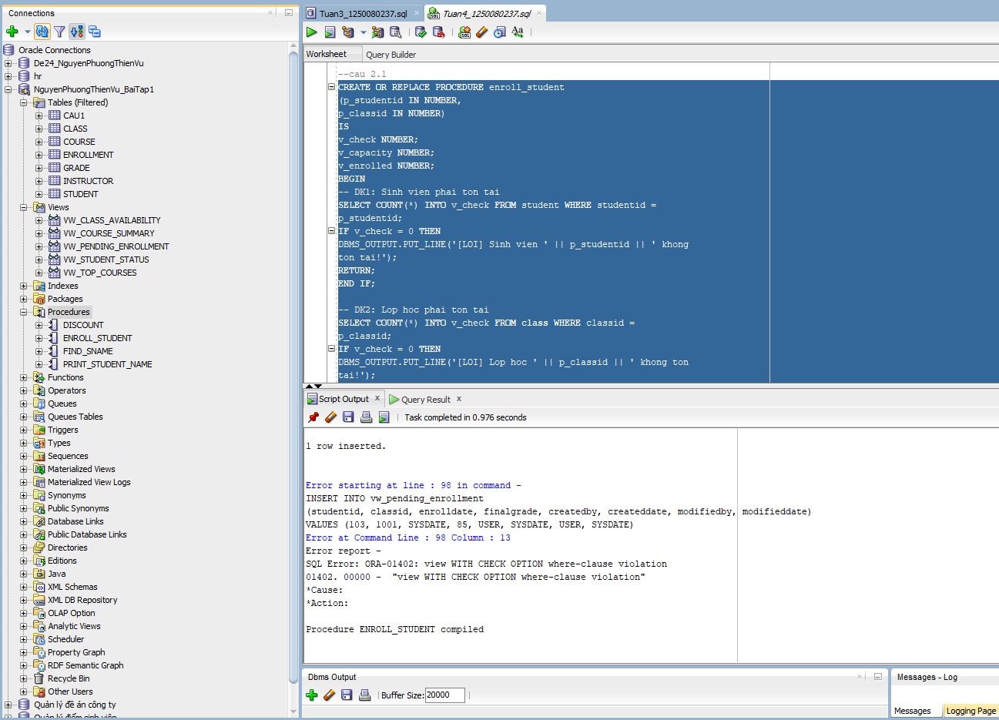 Connections
Oracle Connections
De24_NguyenPhuongThienVu
hr
NguyenPhuongThienVu_BaiTap1
Tables (Filtered)
CAU1
CLASS
COURSE
ENROLLMENT
GRADE
INSTRUCTOR
STUDENT
Views
VW_CLASS_AVAILABILITY
VW_COURSE_SUMMARY
VW_PENDING_ENROLLMENT
VW_STUDENT_STATUS
VW_TOP_COURSES
Indexes
Packages
Procedures
DISCOUNT
ENROLL_STUDENT
FIND_SNAME
PRINT_STUDENT_NAME
Functions
Operators
Queues
Queues Tables
Triggers
Types
Sequences
Materialized Views
Materialized View Logs
Synonyms
Public Synonyms
Database Links
Public Database Links
Directories
Editions
Java
XML Schemas
XML DB Repository
OLAP Option
Analytic Views
Scheduler
Property Graph
RDF Semantic Graph
Recycle Bin
Other Users
Quản lý đề án công ty
Quản lý điểm sinh viên
Tuan3_1250080237.sql
Tuan4_1250080237.sql
Worksheet
Query Builder
--cau 2.1
CREATE OR REPLACE PROCEDURE enroll_student
(p_studentid IN NUMBER,
p_classid IN NUMBER)
IS
v_check NUMBER;
v_capacity NUMBER;
v_enrolled NUMBER;
BEGIN
-- DK1: Sinh vien phai ton tai
SELECT COUNT(*) INTO v_check FROM student WHERE studentid =
p_studentid;
IF v_check = 0 THEN
DBMS_OUTPUT.PUT_LINE('[LOI] Sinh vien ' || p_studentid || ' khong
ton tai!');
RETURN;
END IF;
-- DK2: Lop hoc phai ton tai
SELECT COUNT(*) INTO v_check FROM class WHERE classid =
p_classid;
IF v_check = 0 THEN
DBMS_OUTPUT.PUT_LINE('[LOI] Lop hoc ' || p_classid || ' khong ton
tai!');
Script Output
Query Result
Task completed in 0.976 seconds
1 row inserted.
Error starting at line : 98 in command -
INSERT INTO vw_pending_enrollment
(studentid, classid, enrolldate, finalgrade, createdby, createddate, modifiedby, modifieddate)
VALUES (103, 1001, SYSDATE, 85, USER, SYSDATE, USER, SYSDATE)
Error at Command Line : 98 Column : 13
Error report -
SQL Error: ORA-01402: view WITH CHECK OPTION where-clause violation
01402. 00000 -  "view WITH CHECK OPTION where-clause violation"
*Cause:
*Action:
Procedure ENROLL_STUDENT compiled
Dbms Output
Buffer Size: 20000
Messages - Log
Messages
Logging Page